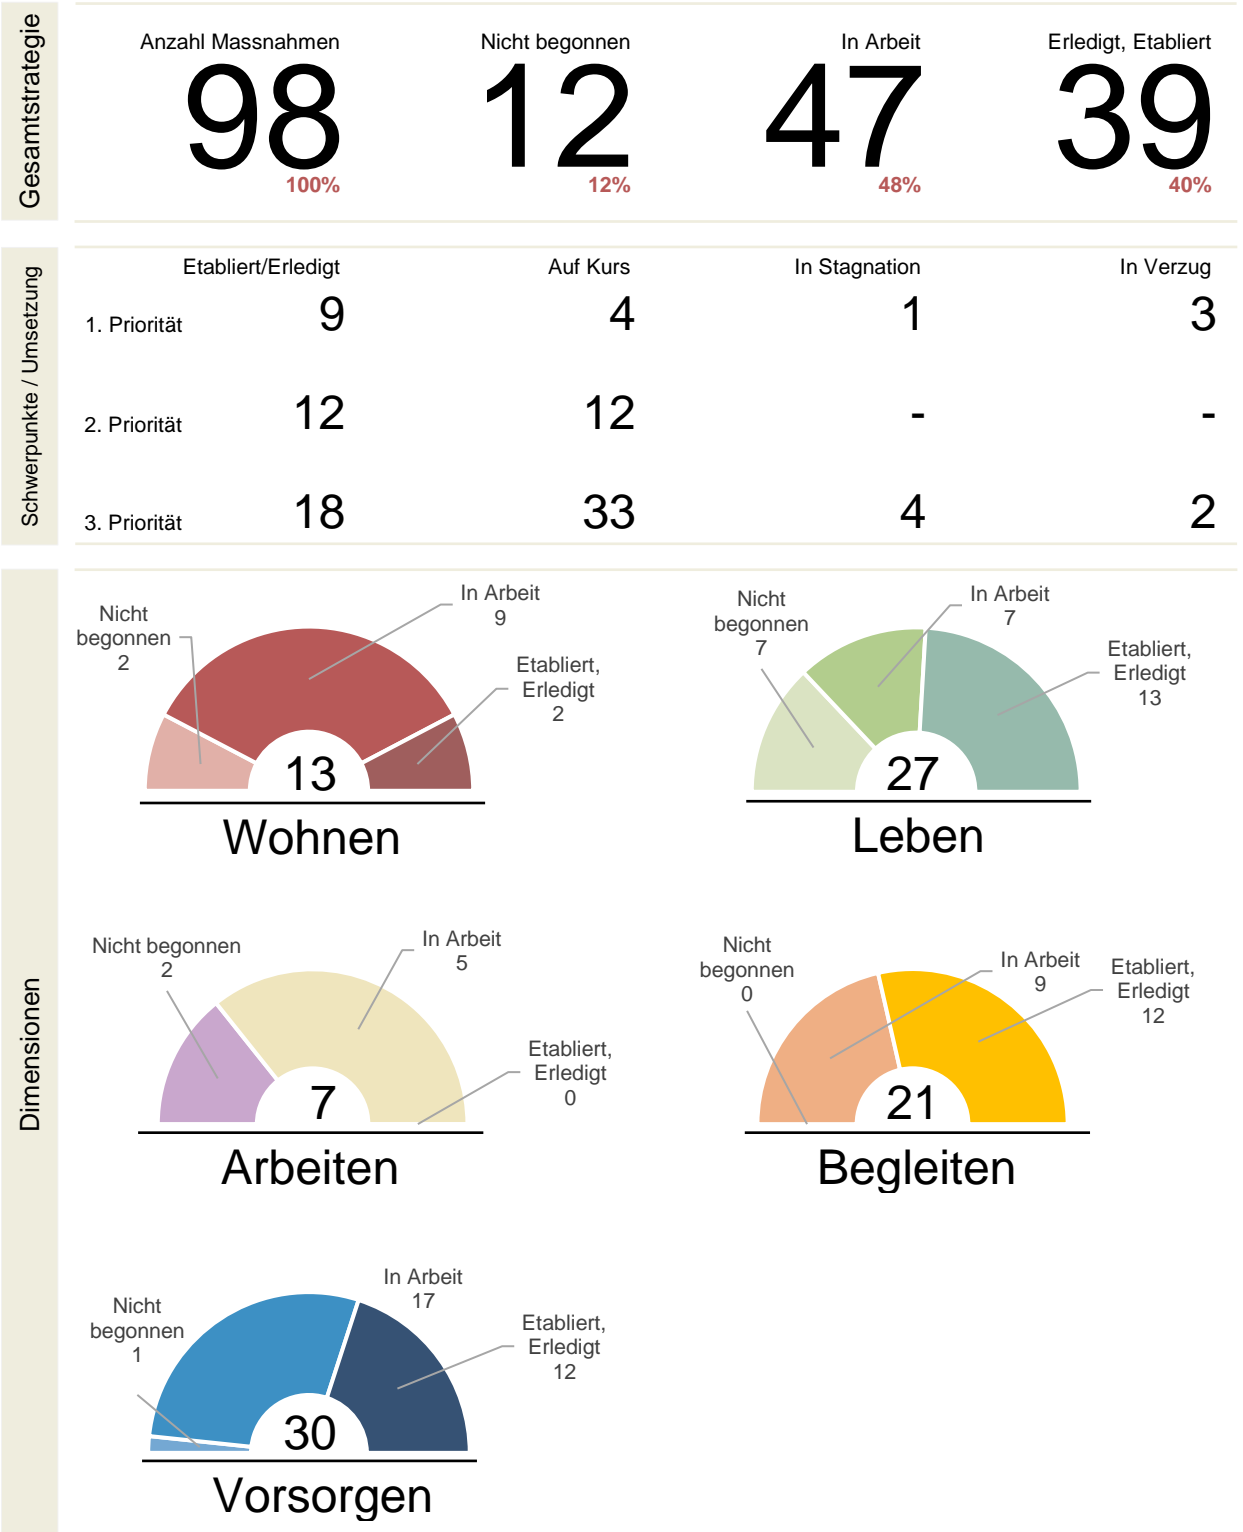 Gesamtstrategie
Anzahl Massnahmen
98
100%
Nicht begonnen
12
12%
In Arbeit
47
48%
Erledigt, Etabliert
39
40%
Schwerpunkte / Umsetzung
Etabliert/Erledigt Auf Kurs In Stagnation In Verzug
1. Priorität 9 4 1 3
2. Priorität 12 12 - -
3. Priorität 18 33 4 2
Dimensionen
Nicht
begonnen
2
In Arbeit
9
Etabliert,
Erledigt
2
13
Wohnen
Nicht
begonnen
7
In Arbeit
7
Etabliert,
Erledigt
13
27
Leben
Nicht begonnen
2
In Arbeit
5
Etabliert,
Erledigt
0
7
Arbeiten
Nicht
begonnen
0
In Arbeit
9
Etabliert,
Erledigt
12
21
Begleiten
Nicht
begonnen
1
In Arbeit
17
Etabliert,
Erledigt
12
30
Vorsorgen